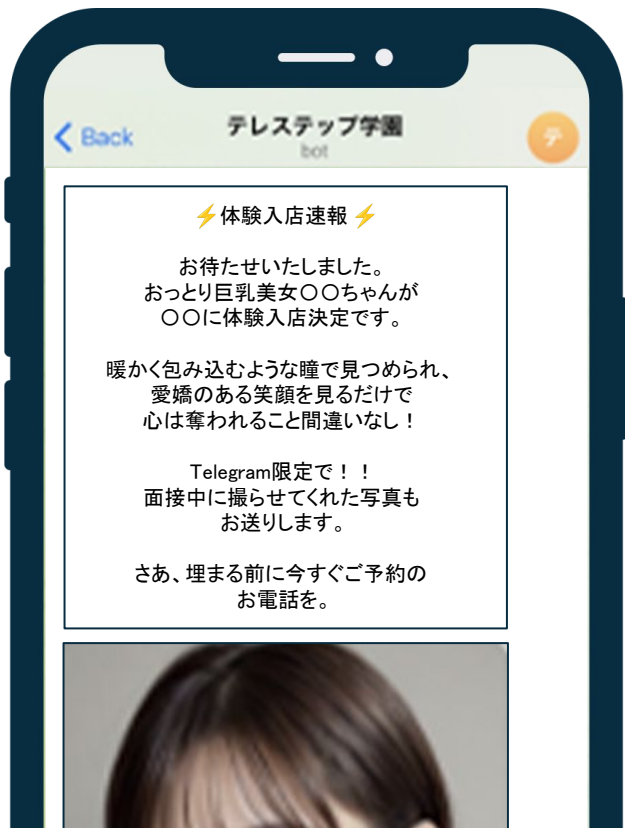 Back
テレステップ学園
bot
テ
⚡体験入店速報⚡
お待たせいたしました。
おっとり巨乳美女〇〇ちゃんが
〇〇に体験入店決定です。
暖かく包み込むような瞳で見つめられ、
愛嬌のある笑顔を見るだけで
心は奪われること間違いなし！
Telegram限定で！！
面接中に撮らせてくれた写真も
お送りします。
さあ、埋まる前に今すぐご予約の
お電話を。